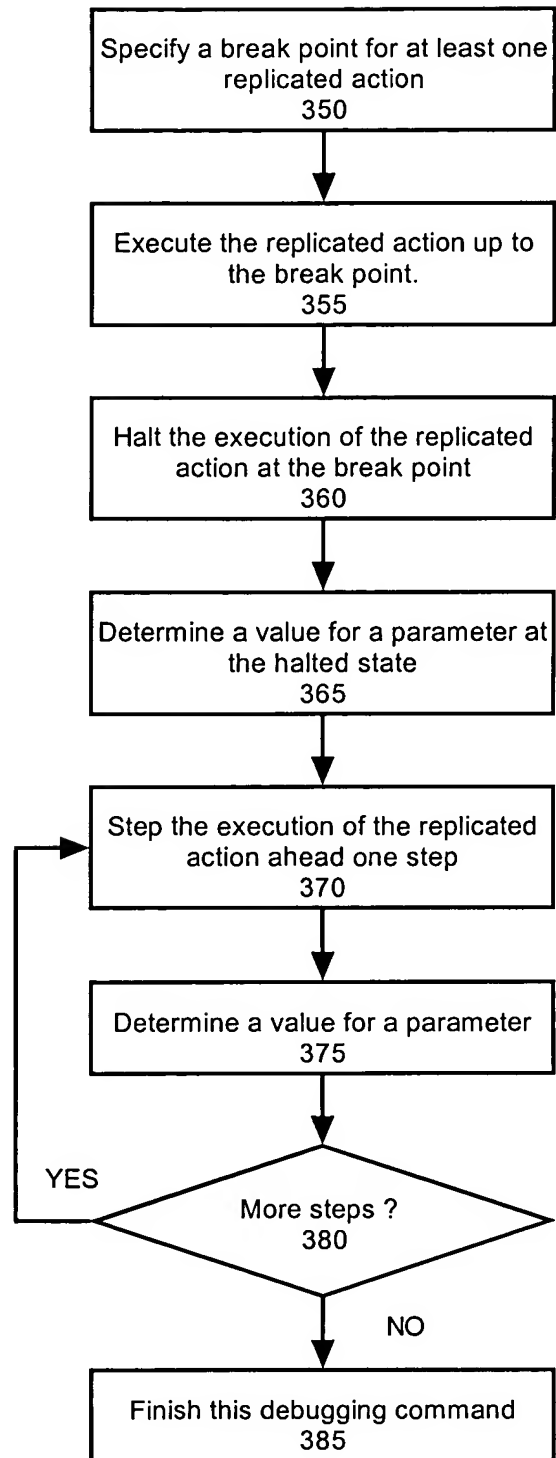 Specify a break point for at least one
replicated action
350
Execute the replicated action up to
the break point.
355
Halt the execution of the replicated
action at the break point
360
Determine a value for a parameter at
the halted state
365
Step the execution of the replicated
action ahead one step
370
Determine a value for a parameter
375
YES
More steps ?
380
NO
Finish this debugging command
385